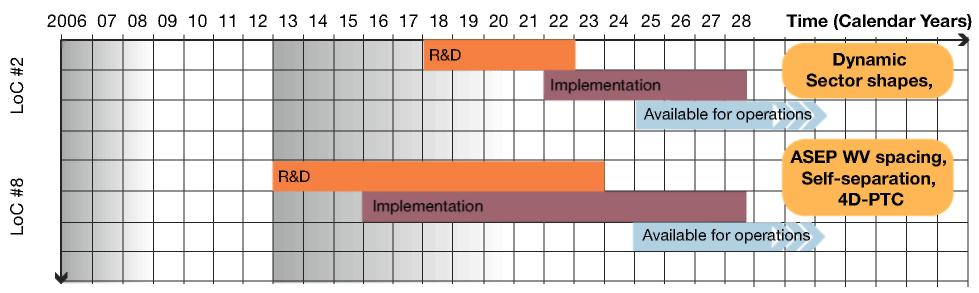 2006 07 08 09 10 11 12 13 14 15 16 17 18 19 20 21 22 23 24 25 26 27 28 Time (Calendar Years)
LoC #2
R&D
Implementation
Available for operations
Dynamic
Sector shapes,
LoC #8
R&D
Implementation
Available for operations
ASEP WV spacing,
Self-separation,
4D-PTC